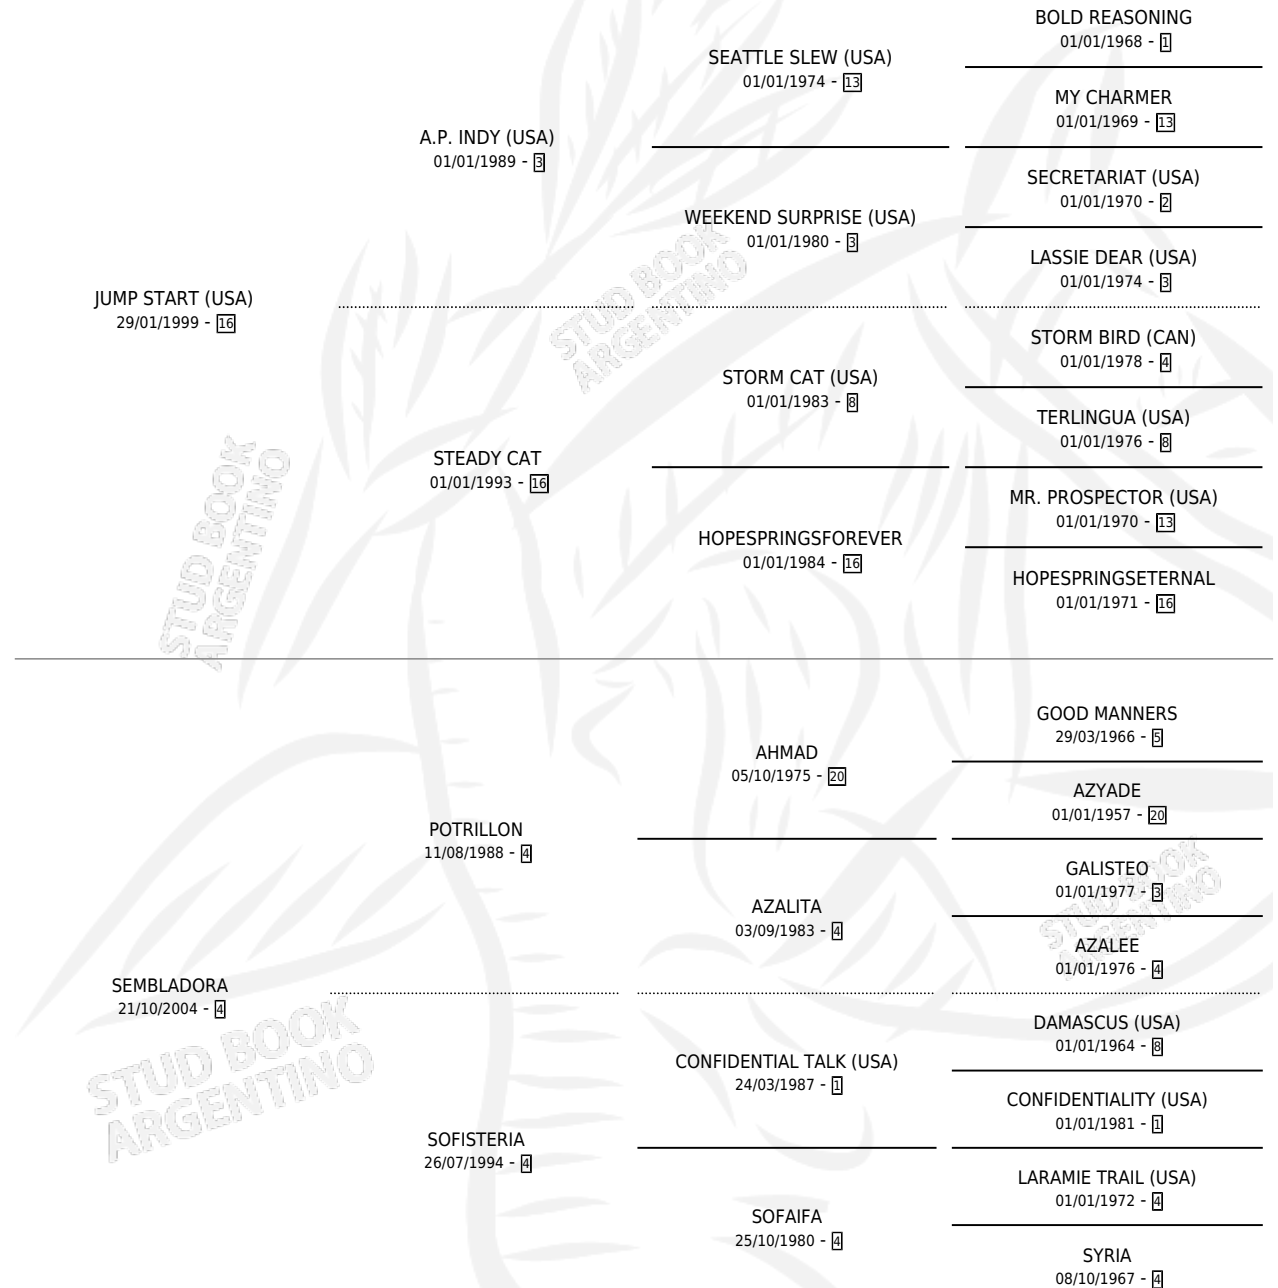 BOLD REASONING
01/01/1968 - 1
SEATTLE SLEW (USA)
01/01/1974 - 13
MY CHARMER
01/01/1969 - 13
A.P. INDY (USA)
01/01/1989 - 3
SECRETARIAT (USA)
01/01/1970 - 2
WEEKEND SURPRISE (USA)
01/01/1980 - 3
LASSIE DEAR (USA)
01/01/1974 - 3
JUMP START (USA)
29/01/1999 - 16
STORM BIRD (CAN)
01/01/1978 - 4
STORM CAT (USA)
01/01/1983 - 8
TERLINGUA (USA)
01/01/1976 - 8
STEADY CAT
01/01/1993 - 16
MR. PROSPECTOR (USA)
01/01/1970 - 13
HOPESPRINGSFOREVER
01/01/1984 - 16
HOPESPRINGSETERNAL
01/01/1971 - 16
GOOD MANNERS
29/03/1966 - 5
AHMAD
05/10/1975 - 20
AZYADE
01/01/1957 - 20
POTRILLON
11/08/1988 - 4
GALISTEO
01/01/1977 - 3
AZALITA
03/09/1983 - 4
AZALEE
01/01/1976 - 4
SEMBLADORA
21/10/2004 - 4
DAMASCUS (USA)
01/01/1964 - 8
CONFIDENTIAL TALK (USA)
24/03/1987 - 1
CONFIDENTIALITY (USA)
01/01/1981 - 1
SOFISTERIA
26/07/1994 - 4
LARAMIE TRAIL (USA)
01/01/1972 - 4
SOFAIFA
25/10/1980 - 4
SYRIA
08/10/1967 - 4
STUD BOOK
ARGENTINO
STUD BOOK
ARGENTINO
STUD BOOK
ARGENTINO
STUD BOOK
ARGENTINO